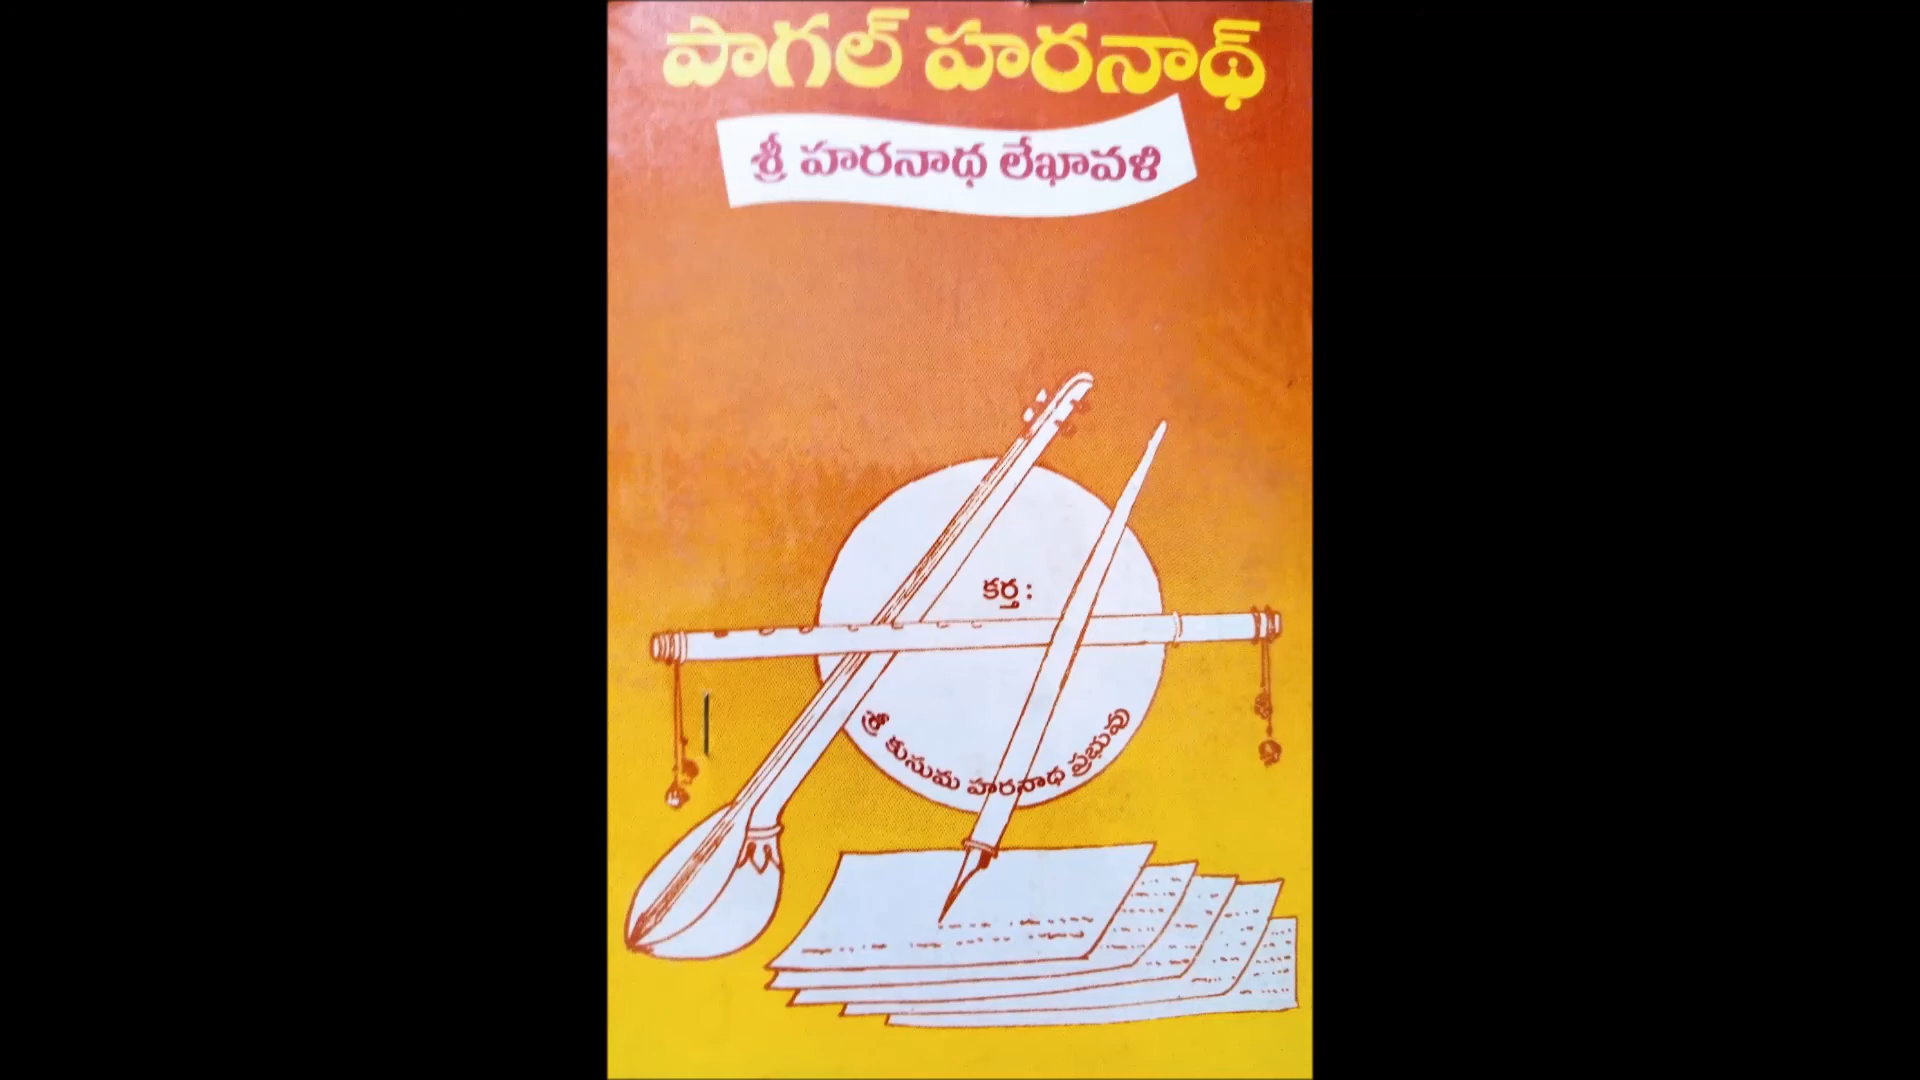 పాగల్ హరనాథ్
శ్రీ హరనాథ లేఖావళి
కర్త :
శ్రీ కుసుమ హరనాథ ప్రభువు